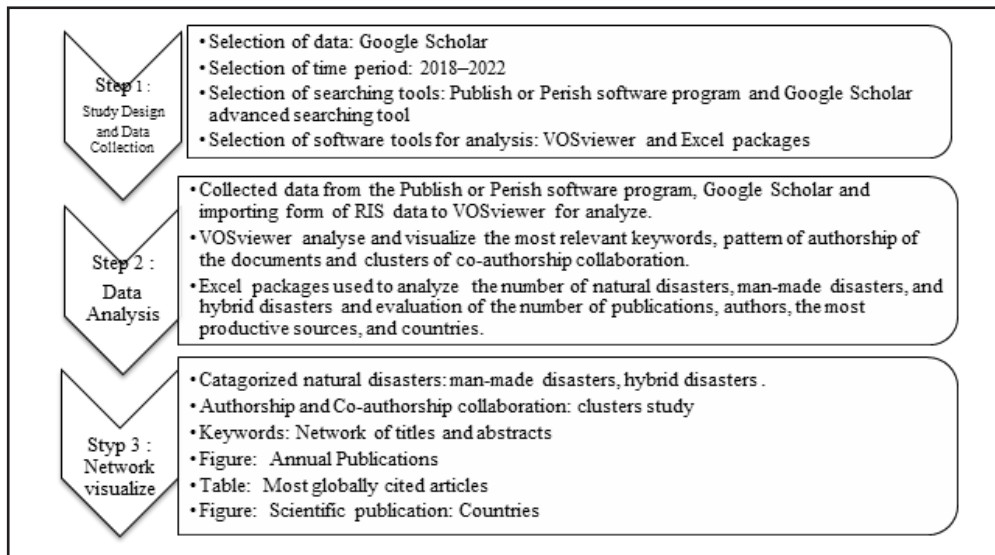 Step 1 :
Study Design
and Data
Collection
• Selection of data: Google Scholar
• Selection of time period: 2018–2022
• Selection of searching tools: Publish or Perish software program and Google Scholar
advanced searching tool
• Selection of software tools for analysis: VOSviewer and Excel packages
Step 2 :
Data
Analysis
• Collected data from the Publish or Perish software program, Google Scholar and
importing form of RIS data to VOSviewer for analyze.
• VOSviewer analyse and visualize the most relevant keywords, pattern of authorship of
the documents and clusters of co-authorship collaboration.
• Excel packages used to analyze the number of natural disasters, man-made disasters, and
hybrid disasters and evaluation of the number of publications, authors, the most
productive sources, and countries.
Styp 3 :
Network
visualize
• Catagorized natural disasters: man-made disasters, hybrid disasters .
• Authorship and Co-authorship collaboration: clusters study
• Keywords: Network of titles and abstracts
• Figure: Annual Publications
• Table: Most globally cited articles
• Figure: Scientific publication: Countries